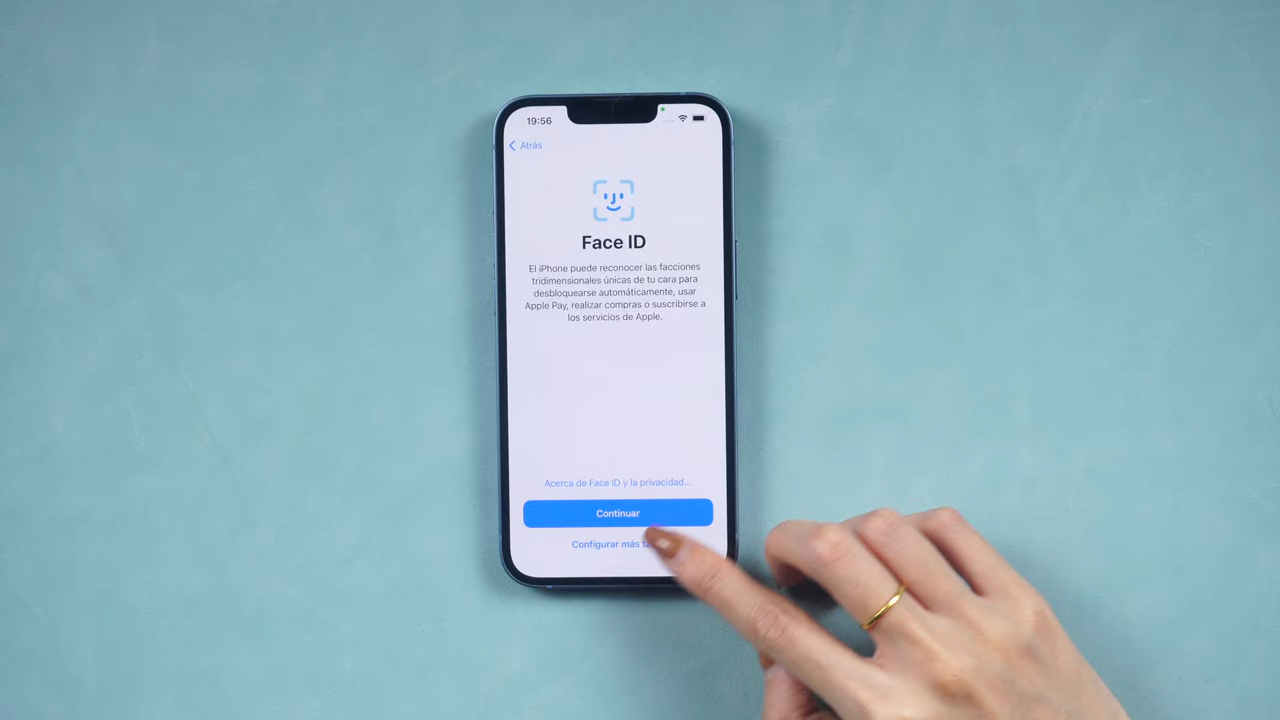 19:56
Atrás
Face ID
El iPhone puede reconocer las facciones
tridimensionales únicas de tu cara para
desbloquearse automáticamente, usar
Apple Pay, realizar compras o suscribirse a
los servicios de Apple.
Acerca de Face ID y la privacidad...
Continuar
Configurar más